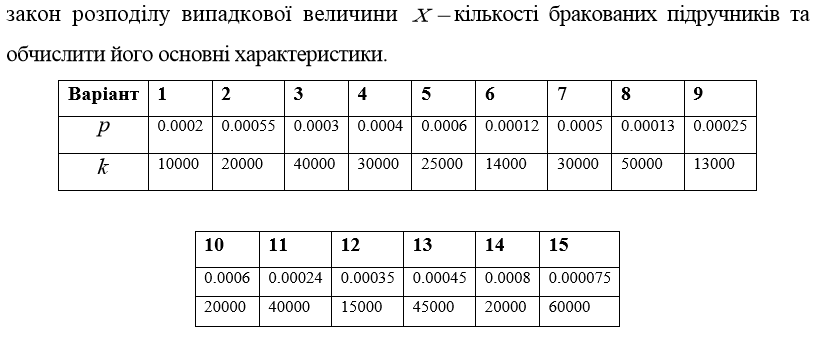 закон розподілу випадкової величини X – кількості бракованих підручників та
обчислити його основні характеристики.
Варіант 1 2 3 4 5 6 7 8 9
p 0.0002 0.00055 0.0003 0.0004 0.0006 0.00012 0.0005 0.00013 0.00025
k 10000 20000 40000 30000 25000 14000 30000 50000 13000
10 11 12 13 14 15
0.0006 0.00024 0.00035 0.00045 0.0008 0.000075
20000 40000 15000 45000 20000 60000